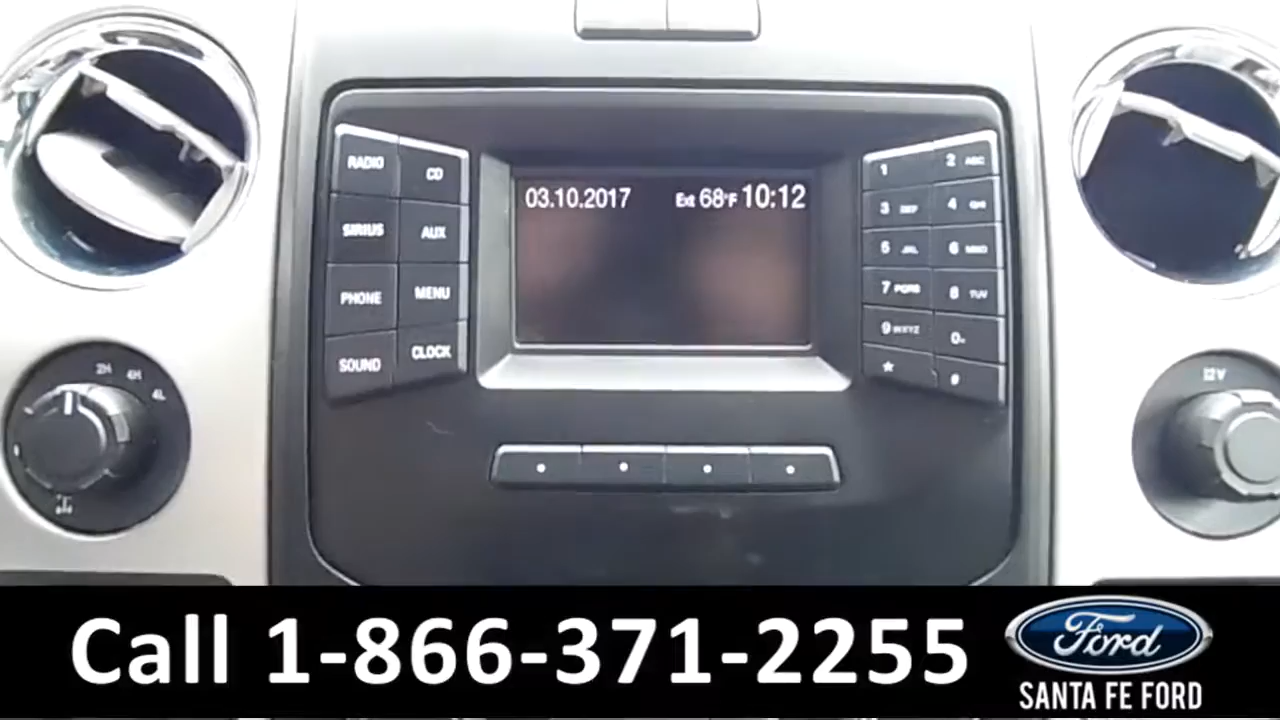 RADIO
CD
SIRIUS
AUX
PHONE
MENU
SOUND
CLOCK
03.10.2017 Ext 68°F 10:12
1
2 ABC
3 DEF
4 GHI
5 JKL
6 MNO
7 PQRS
8 TUV
9 WXYZ
0
*
#
2H
4H
4L
12V
Call 1-866-371-2255
Ford
SANTA FE FORD